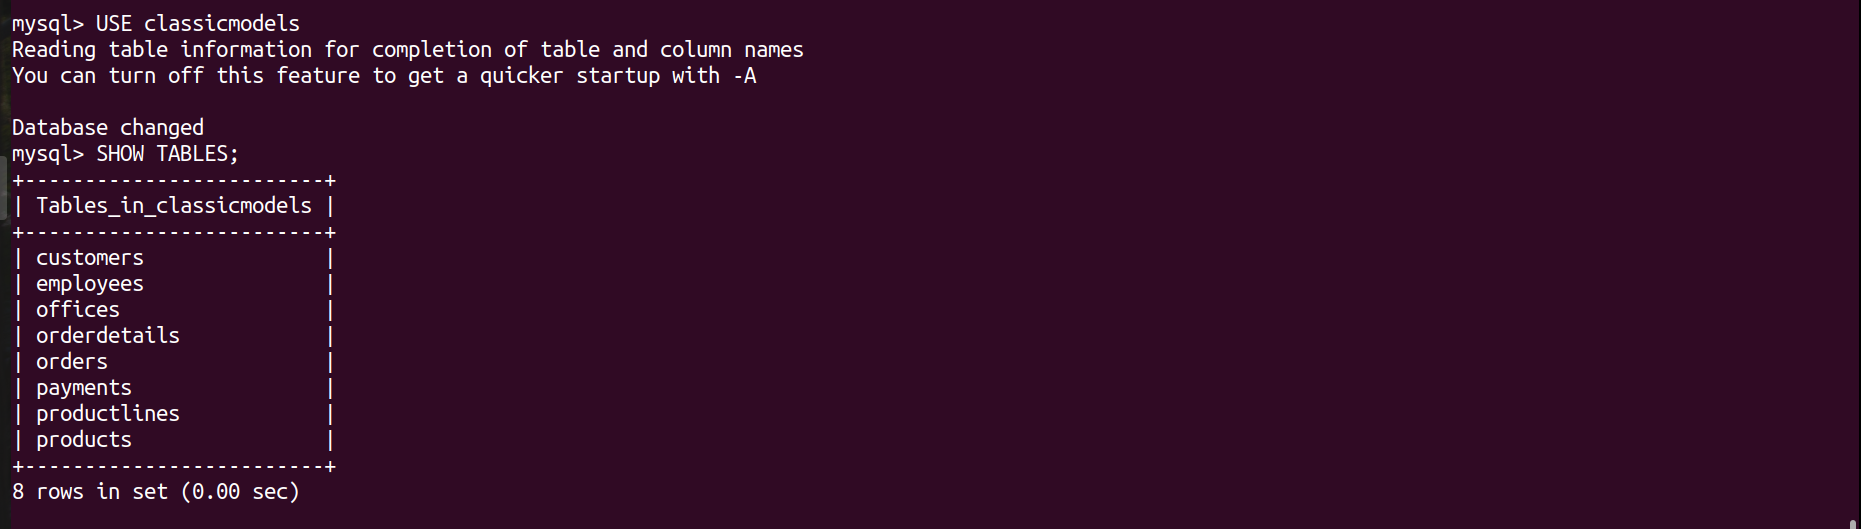 mysql> USE classicmodels
Reading table information for completion of table and column names
You can turn off this feature to get a quicker startup with -A
Database changed
mysql> SHOW TABLES;
+-------------------------+
| Tables_in_classicmodels |
+-------------------------+
| customers               |
| employees               |
| offices                 |
| orderdetails            |
| orders                  |
| payments                |
| productlines            |
| products                |
+-------------------------+
8 rows in set (0.00 sec)